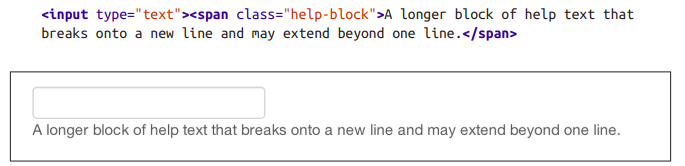 <input type="text"><span class="help-block">A longer block of help text that
breaks onto a new line and may extend beyond one line.</span>
A longer block of help text that breaks onto a new line and may extend beyond one line.